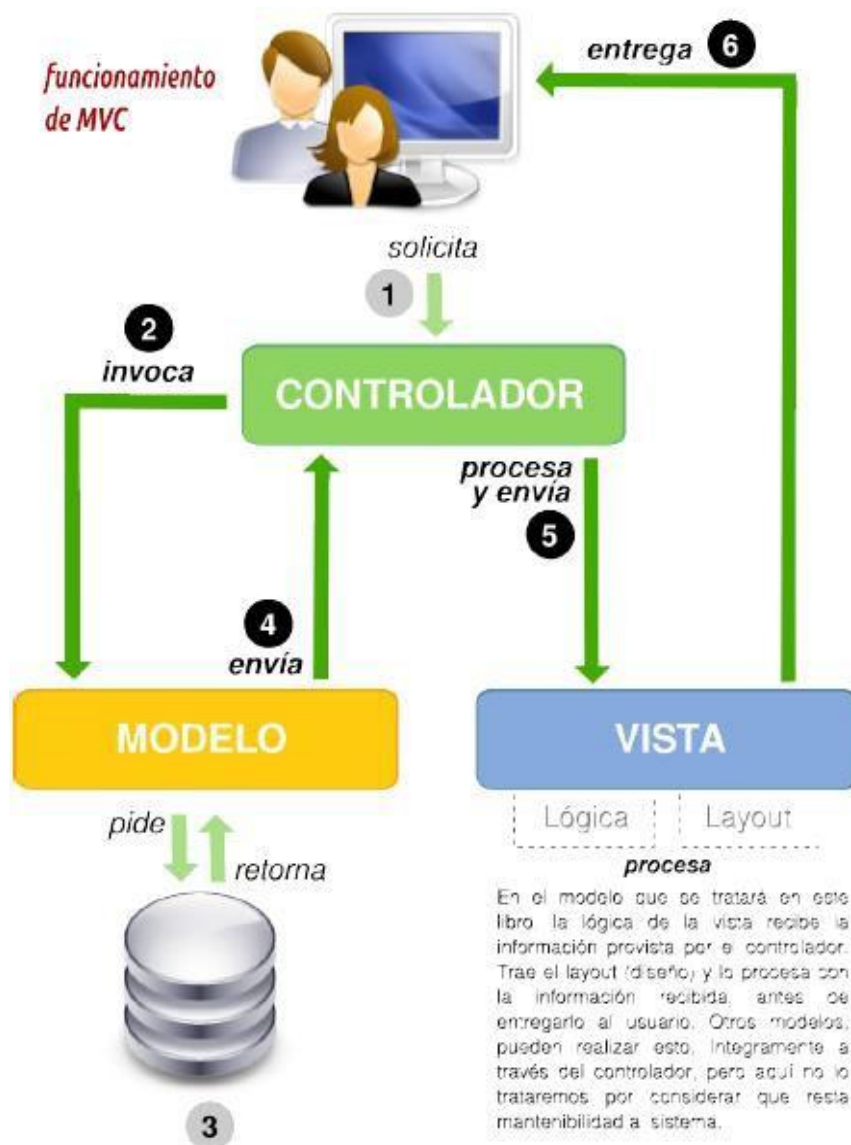 funcionamiento
de MVC
entrega 6
solicita
1
2
invoca
CONTROLADOR
procesa
y envía
5
4
envía
MODELO
VISTA
Lógica
Layout
pide
retorna
procesa
En el modelo que se tratará en este
libro, la lógica de la vista recibe la
información provista por el controlador.
Trae el layout (diseño) y lo procesa con
la información recibida, antes de
entregarlo al usuario. Otros modelos,
pueden realizar esto, íntegramente a
través del controlador, pero aquí no lo
trataremos por considerar que resta
mantenibilidad al sistema.
3